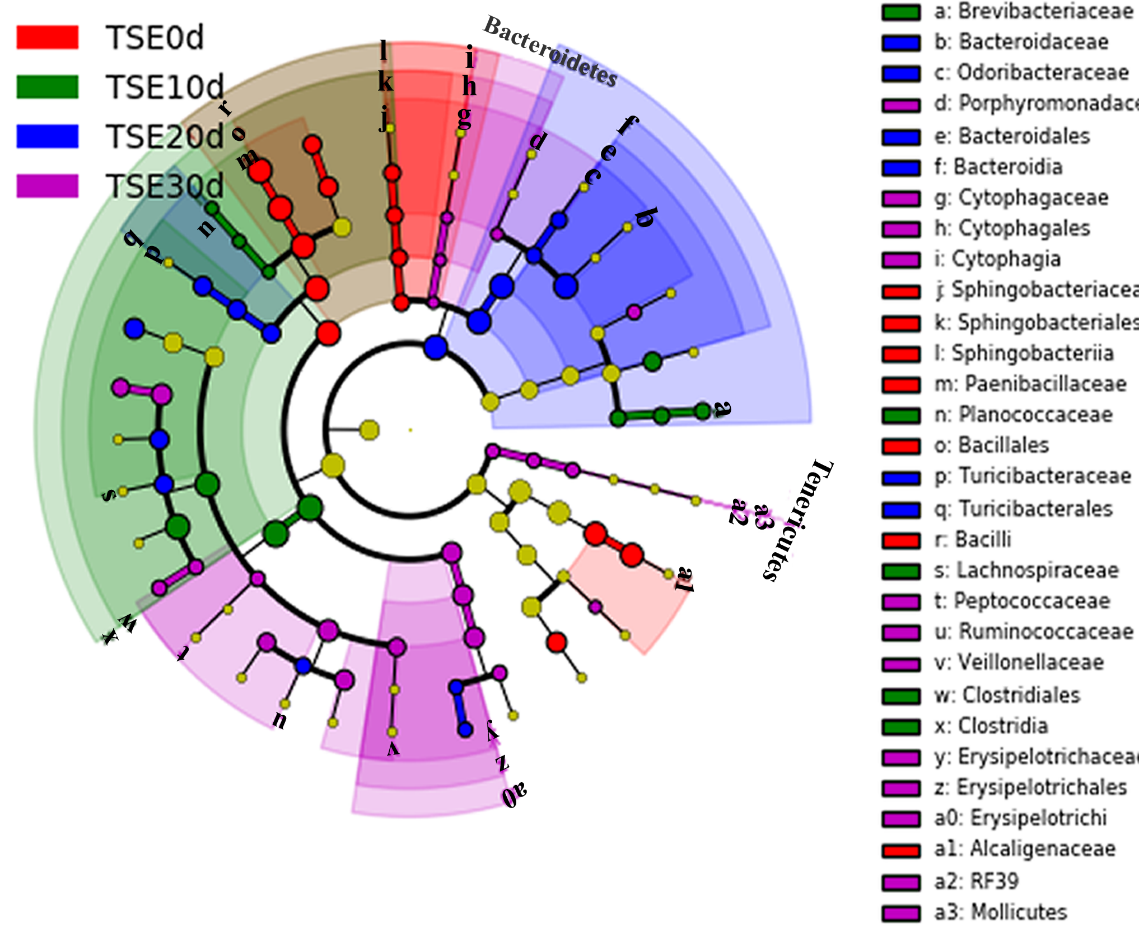 TSE0d
TSE10d
TSE20d
TSE30d
Bacteroidetes
l
k
j
i
h
g
d
f
e
c
b
a
r
o
m
n
q
p
s
x
w
t
u
v
y
z
a0
a1
a2
a3
Tenericutes
a: Brevibacteriaceae
b: Bacteroidaceae
c: Odoribacteraceae
d: Porphyromonadace
e: Bacteroidales
f: Bacteroidia
g: Cytophagaceae
h: Cytophagales
i: Cytophagia
j: Sphingobacteriacea
k: Sphingobacteriales
l: Sphingobacteriia
m: Paenibacillaceae
n: Planococcaceae
o: Bacillales
p: Turicibacteraceae
q: Turicibacterales
r: Bacilli
s: Lachnospiraceae
t: Peptococcaceae
u: Ruminococcaceae
v: Veillonellaceae
w: Clostridiales
x: Clostridia
y: Erysipelotrichaceae
z: Erysipelotrichales
a0: Erysipelotrichi
a1: Alcaligenaceae
a2: RF39
a3: Mollicutes